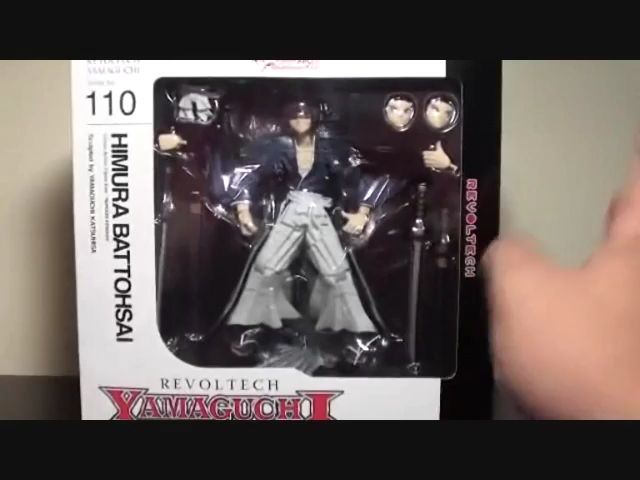 REVOLTECH
YAMAGUCHI
110
HIMURA BATTOHSAI
Sculpted by YAMAGUCHI KATSUHISA
REVOLTECH
REVOLTECH
YAMAGUCHI